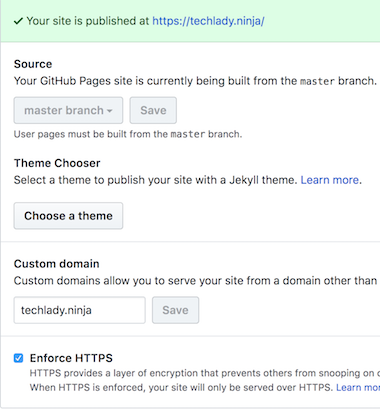 ✓ Your site is published at https://techlady.ninja/
Source
Your GitHub Pages site is currently being built from the master branch.
master branch Save
User pages must be built from the master branch.
Theme Chooser
Select a theme to publish your site with a Jekyll theme. Learn more.
Choose a theme
Custom domain
Custom domains allow you to serve your site from a domain other than
techlady.ninja Save
Enforce HTTPS
HTTPS provides a layer of encryption that prevents others from snooping on
When HTTPS is enforced, your site will only be served over HTTPS. Learn